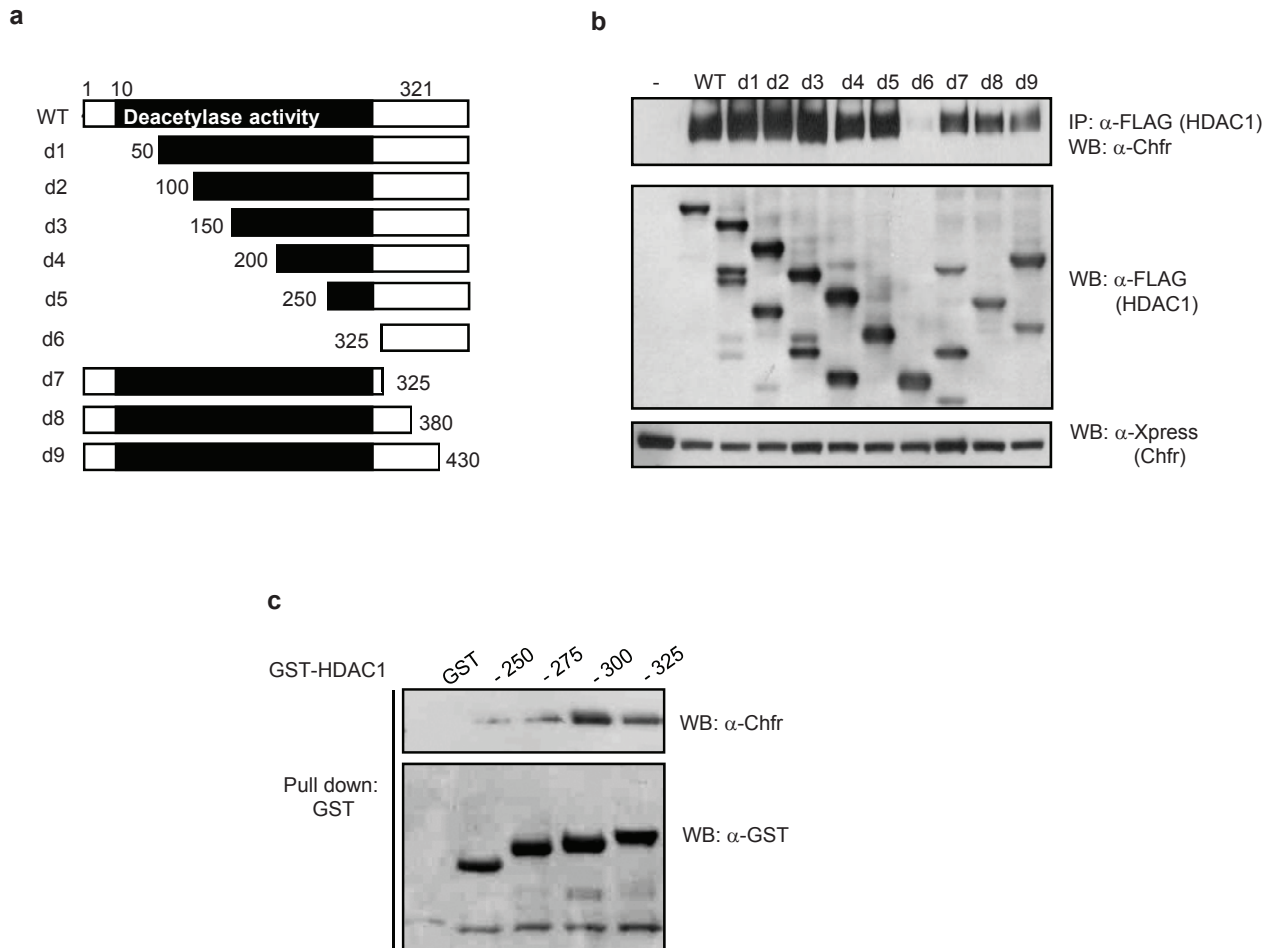 a
1 10 321
WT Deacetylase activity
d1 50
d2 100
d3 150
d4 200
d5 250
d6 325
d7 325
d8 380
d9 430
b
- WT d1 d2 d3 d4 d5 d6 d7 d8 d9
IP: α-FLAG (HDAC1)
WB: α-Chfr
WB: α-FLAG
(HDAC1)
WB: α-Xpress
(Chfr)
c
GST-HDAC1 GST - 250 - 275 - 300 - 325
WB: α-Chfr
Pull down:
GST
WB: α-GST